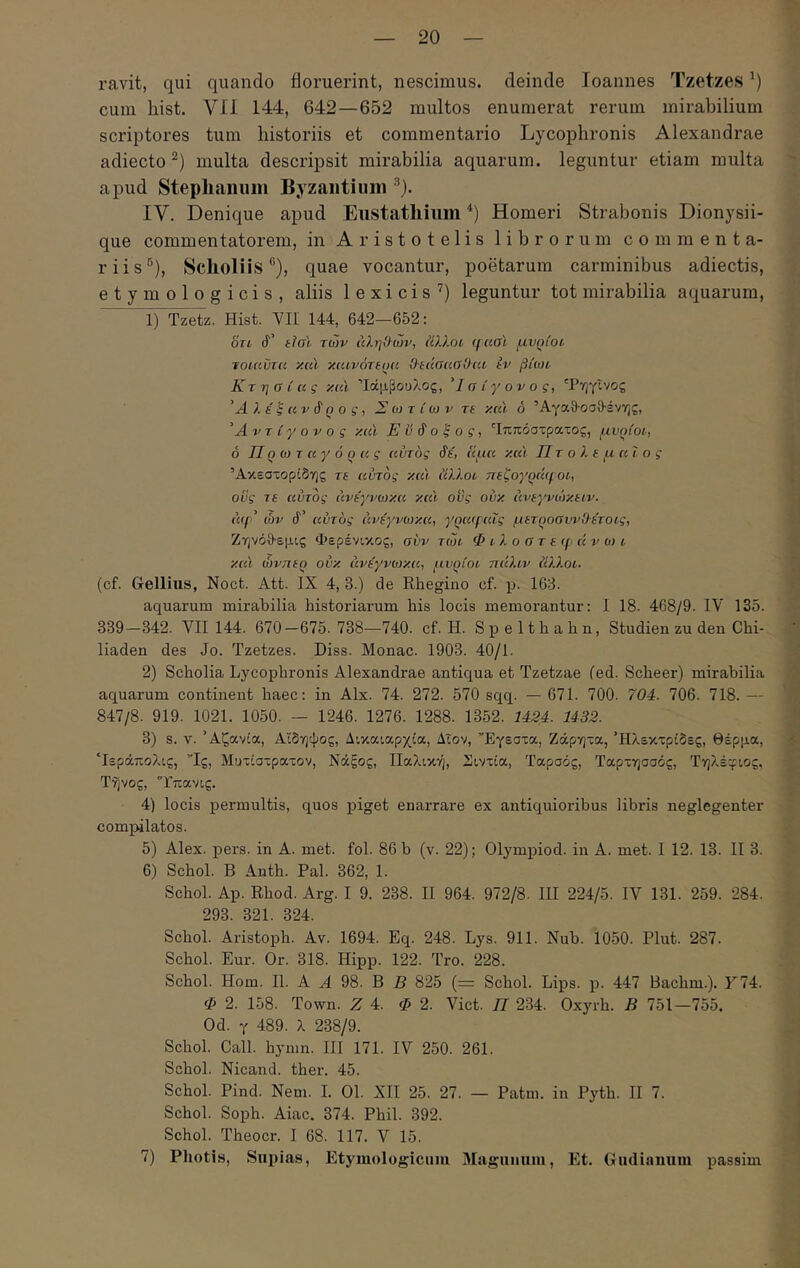 — 20 —
ravit, qui quando floruerint, nescimus. deinde Ioannes Tzetzes ¹)
cum hist. VII 144, 642—652 multos enumerat rerum mirabilium
scriptores tum historiis et commentario Lycophronis Alexandrae
adiecto ²) multa descripsit mirabilia aquarum. leguntur etiam multa
apud Stephanum Byzantium ³).
IV. Denique apud Eustathium ⁴) Homeri Strabonis Dionysii-
que commentatorem, in Aristotelis librorum commenta-
riis ⁵), Scholiis ⁶), quae vocantur, poëtarum carminibus adiectis,
etymologicis, aliis lexicis ⁷) leguntur tot mirabilia aquarum,
1) Tzetz. Hist. VII 144, 642—652:
ὅτι δ’ εἰσὶ τῶν ἀληθῶν, ἄλλοι φασὶ μυρίοι
τοιαῦτα καὶ καινότερα θεάσασθαι ἐν βίωι
Κτησίας καὶ Ἰάμβουλος, Ἰσίγονος, Ῥηγῖνος
Ἀλέξανδρος, Σωτίων τε καὶ ὁ Ἀγαθοσθένης,
Ἀντίγονος καὶ Εὔδοξος, Ἱππόστρατος, μυρίοι,
ὁ Πρωταγόρας αὐτὸς δέ, ἅμα καὶ Πτολεμαῖος
Ἀκεστορίδης τε αὐτὸς καὶ ἄλλοι πεζογράφοι,
οὕς τε αὐτὸς ἀνέγνωκα καὶ οὓς οὐκ ἀνεγνώκειν.
ἀφ’ ὧν δ’ αὐτὸς ἀνέγνωκα, γραφαῖς μετροσυνθέτοις,
Ζηνόθεμις Φερένικος, σὺν τῶι Φιλοστεφάνωι
καὶ ὧνπερ οὐκ ἀνέγνωκα, μυρίοι πάλιν ἄλλοι.
(cf. Gellius, Noct. Att. IX 4, 3.) de Rhegino cf. p. 163.
aquarum mirabilia historiarum his locis memorantur: I 18. 468/9. IV 135.
339—342. VII 144. 670—675. 738—740. cf. H. Spelthahn, Studien zu den Chi-
liaden des Jo. Tzetzes. Diss. Monac. 1903. 40/1.
2) Scholia Lycophronis Alexandrae antiqua et Tzetzae (ed. Scheer) mirabilia
aquarum continent haec: in Alx. 74. 272. 570 sqq. — 671. 700. 704. 706. 718. —
847/8. 919. 1021. 1050. — 1246. 1276. 1288. 1352. 1424. 1432.
3) s. v. Ἀζανία, Αἴδηψος, Δικαιαρχία, Δῖον, Ἔγεστα, Ζάρητα, Ἠλεκτρίδες, Θέρμα,
Ἱεράπολις, Ἴς, Μυτίστρατον, Νάξος, Παλική, Σιντία, Ταρσός, Ταρτησσός, Τηλέφιος,
Τῆνος, Ὕπανις.
4) locis permultis, quos piget enarrare ex antiquioribus libris neglegenter
compilatos.
5) Alex. pers. in A. met. fol. 86 b (v. 22); Olympiod. in A. met. I 12. 13. II 3.
6) Schol. B Anth. Pal. 362, 1.
Schol. Ap. Rhod. Arg. I 9. 238. II 964. 972/8. III 224/5. IV 131. 259. 284.
293. 321. 324.
Schol. Aristoph. Av. 1694. Eq. 248. Lys. 911. Nub. 1050. Plut. 287.
Schol. Eur. Or. 318. Hipp. 122. Tro. 228.
Schol. Hom. Il. A A 98. B B 825 (= Schol. Lips. p. 447 Bachm.). Y 74.
Φ 2. 158. Town. Z 4. Φ 2. Vict. Π 234. Oxyrh. B 751—755.
Od. γ 489. λ 238/9.
Schol. Call. hymn. III 171. IV 250. 261.
Schol. Nicand. ther. 45.
Schol. Pind. Nem. I. Ol. XII 25. 27. — Patm. in Pyth. II 7.
Schol. Soph. Aiac. 374. Phil. 392.
Schol. Theocr. I 68. 117. V 15.
7) Photis, Supias, Etymologicum Magunum, Et. Gudianum passim